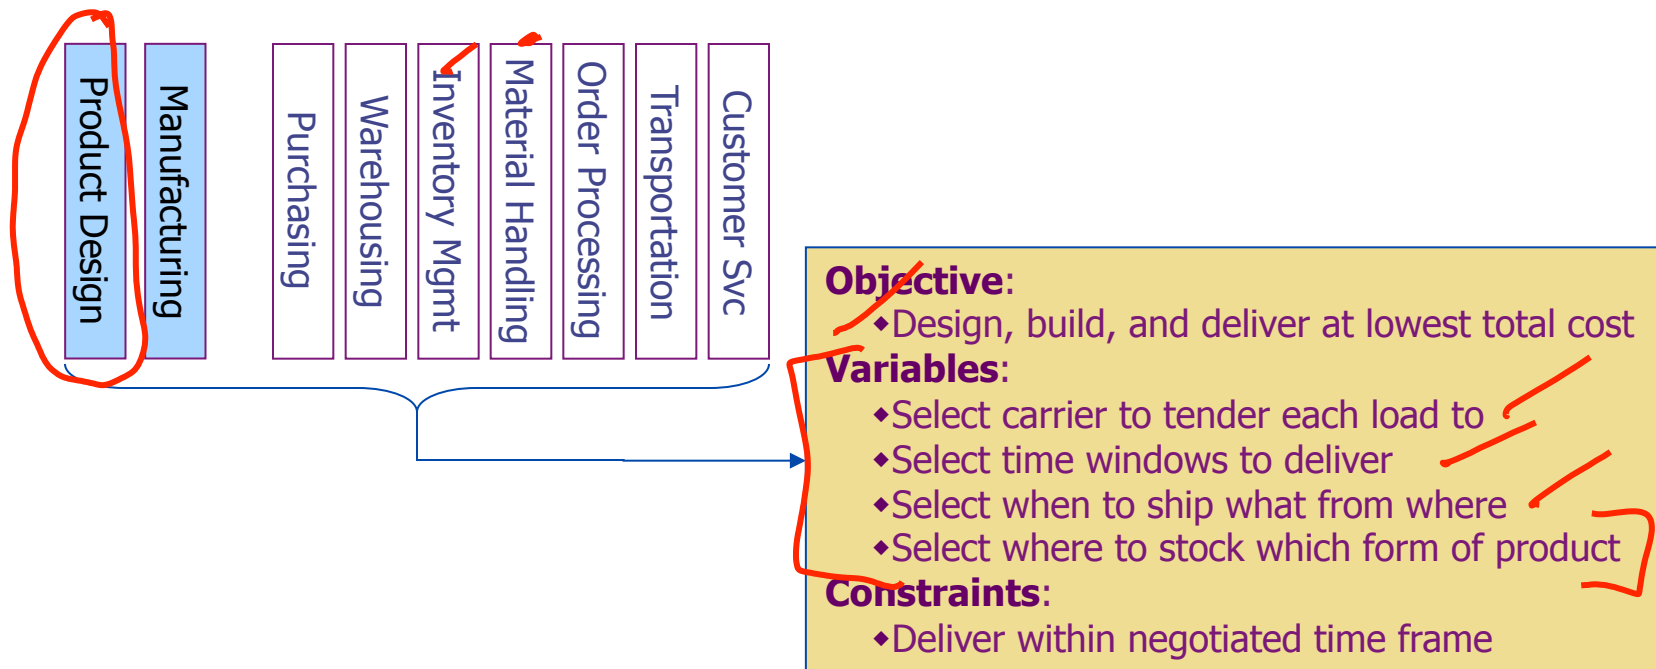 Product Design
Manufacturing
Purchasing
Warehousing
Inventory Mgmt
Material Handling
Order Processing
Transportation
Customer Svc
Objective:
◆Design, build, and deliver at lowest total cost
Variables:
◆Select carrier to tender each load to
◆Select time windows to deliver
◆Select when to ship what from where
◆Select where to stock which form of product
Constraints:
◆Deliver within negotiated time frame